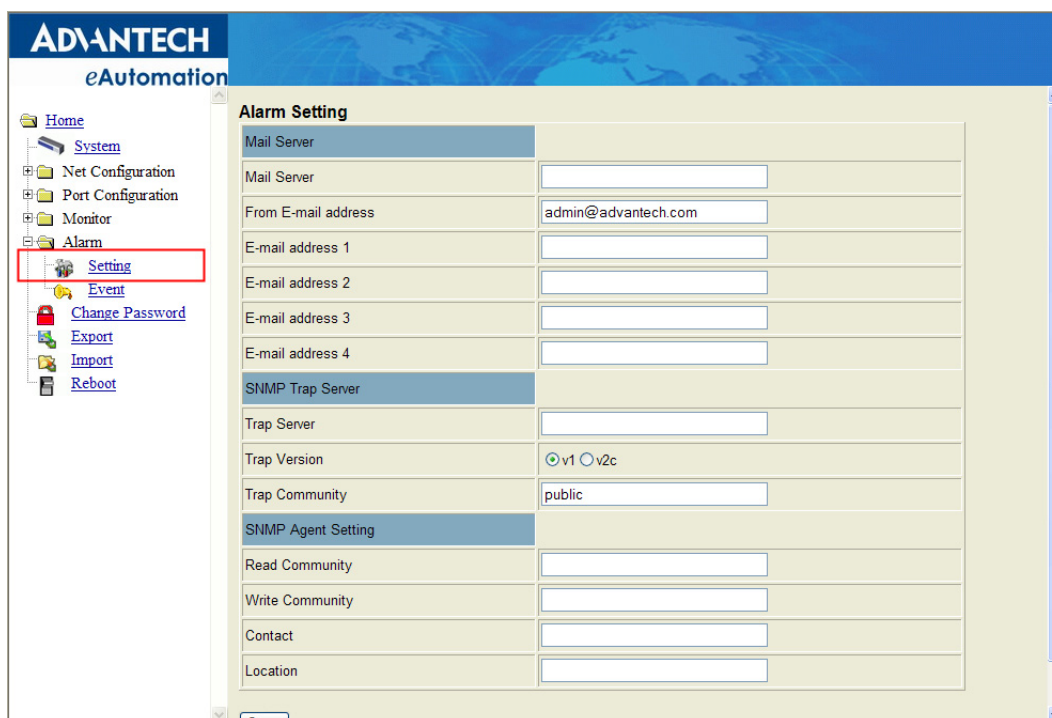 ADVANTECH
eAutomation
Home
System
Net Configuration
Port Configuration
Monitor
Alarm
Setting
Event
Change Password
Export
Import
Reboot
Alarm Setting
Mail Server
Mail Server
From E-mail address admin@advantech.com
E-mail address 1
E-mail address 2
E-mail address 3
E-mail address 4
SNMP Trap Server
Trap Server
Trap Version v1 v2c
Trap Community public
SNMP Agent Setting
Read Community
Write Community
Contact
Location